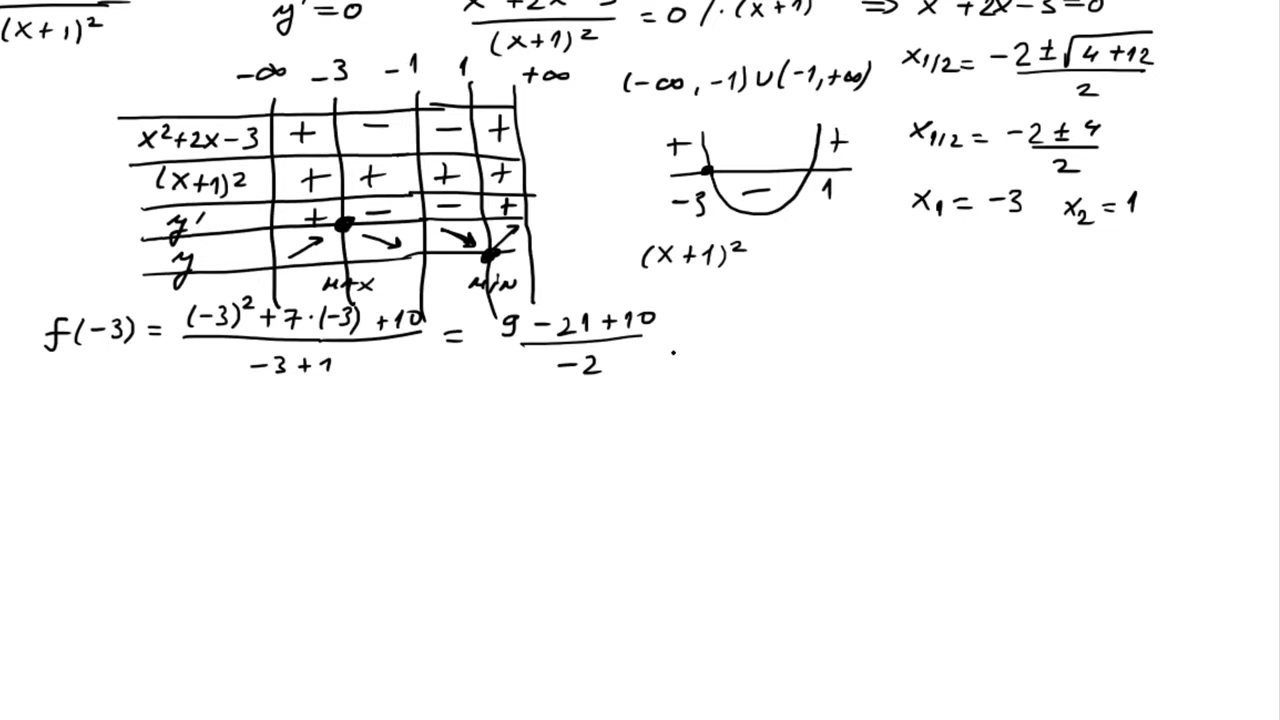 (x+1)² y'=0 (x+1)² = 0 /·(x+1) ⇒ x²+2x-3=0
-∞ -3 -1 1 +∞ (-∞, -1) ∪ (-1, +∞) x1/2 = (-2 ± √(4+12))/2
x²+2x-3 + - - +
(x+1)² + + + +
y' + - - +
y ↗ ↘ ↘ ↗
MAX MIN
+ - +
-3 1
(x+1)²
x1/2 = (-2 ± 4)/2
x₁ = -3 x₂ = 1
f(-3) = ((-3)² + 7·(-3) + 10)/(-3+1) = (9 - 21 + 10)/(-2) .